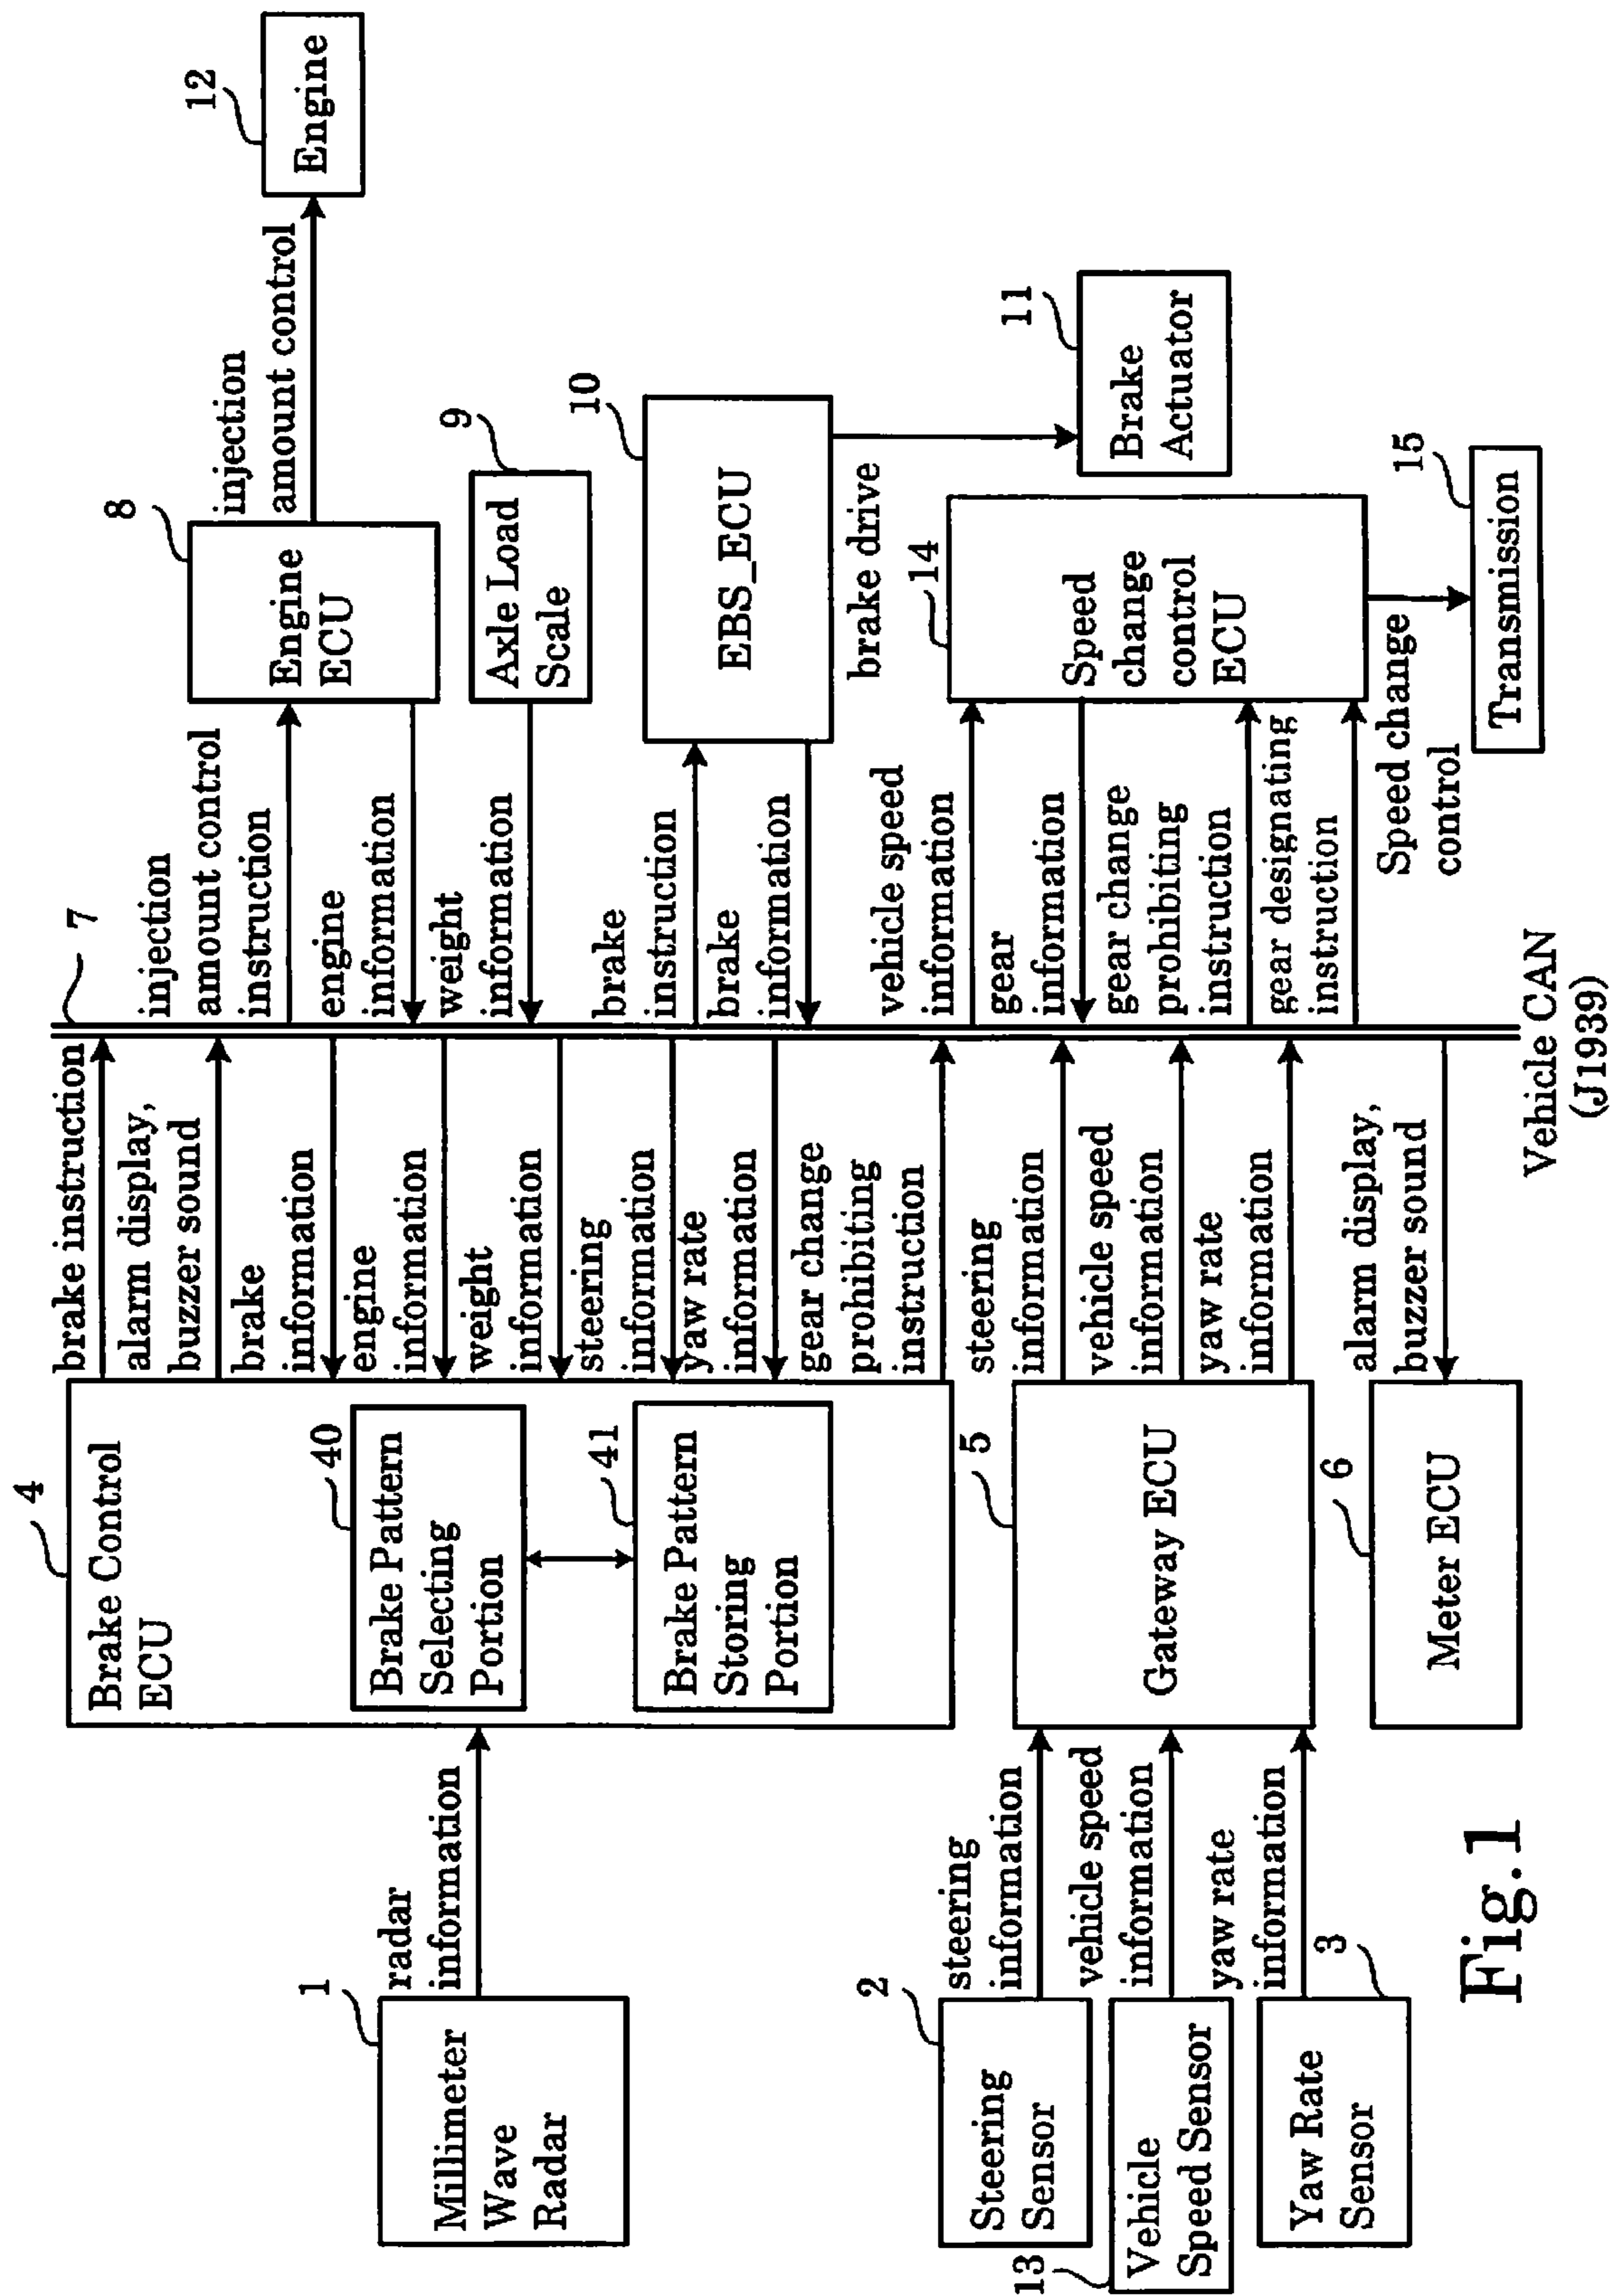 1
Millimeter
Wave
Radar
radar
information
4
Brake Control
ECU
40
Brake Pattern
Selecting
Portion
41
Brake Pattern
Storing
Portion
brake instruction
alarm display,
buzzer sound
brake
information
engine
information
weight
information
steering
information
yaw rate
information
gear change
prohibiting
instruction
2
Steering
Sensor
13
Vehicle
Speed Sensor
3
Yaw Rate
Sensor
steering
information
vehicle speed
information
yaw rate
information
5
Gateway ECU
steering
information
vehicle speed
information
yaw rate
information
6
Meter ECU
alarm display,
buzzer sound
7
Vehicle CAN
(J1939)
injection
amount control
instruction
engine
information
8
Engine
ECU
injection
amount control
12
Engine
weight
information
9
Axle Load
Scale
brake
instruction
brake
information
10
EBS_ECU
brake drive
11
Brake
Actuator
vehicle speed
information
gear
information
gear change
prohibiting
instruction
gear designating
instruction
14
Speed
change
control
ECU
Speed change
control
15
Transmission
Fig.1